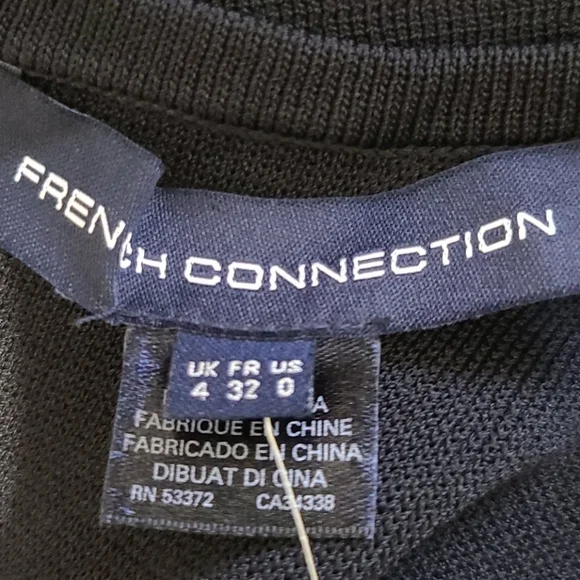 FRENCH CONNECTION
UK FR US
4 32 0
A
FABRIQUE EN CHINE
FABRICADO EN CHINA
DIBUAT DI CINA
RN 53372 CA34338